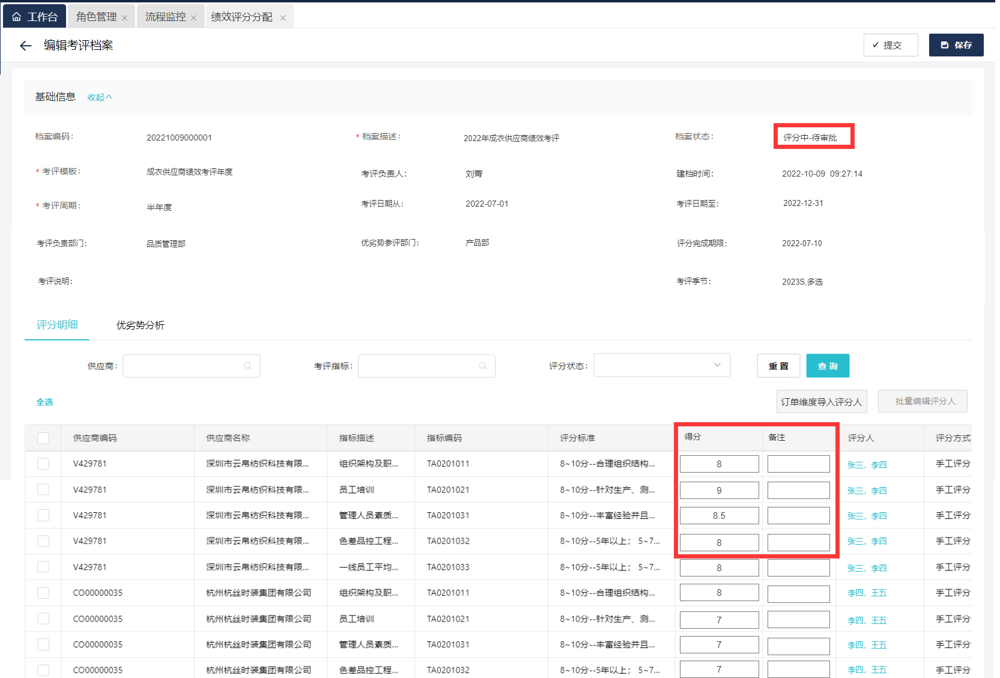 工作台 角色管理 × 流程监控 × 绩效评分分配 ×
编辑考评档案 提交 保存
基础信息 收起
档案编码： 20221009000001 * 档案描述： 2022年成衣供应商绩效考评 档案状态： 评分中-待审批
* 考评模板： 成衣供应商绩效考评年度 考评负责人： 刘菁 建档时间： 2022-10-09 09:27:14
* 考评周期： 半年度 考评日期从： 2022-07-01 考评日期至： 2022-12-31
考评负责部门： 品质管理部 优劣势参评部门： 产品部 评分完成期限： 2022-07-10
考评说明： 考评季节： 2023S,多选
评分明细 优劣势分析
供应商： 考评指标： 评分状态： 重置 查询
全选 订单维度导入评分人 批量编辑评分人
供应商编码 供应商名称 指标描述 指标编码 评分标准 得分 备注 评分人 评分方式
V429781 深圳市云帛纺织科技有限... 组织架构及职... TA0201011 8~10分--合理组织结构... 8 张三，李四 手工评分
V429781 深圳市云帛纺织科技有限... 员工培训 TA0201021 8~10分--针对生产、测... 9 张三，李四 手工评分
V429781 深圳市云帛纺织科技有限... 管理人员素质... TA0201031 8~10分--丰富经验并且... 8.5 张三，李四 手工评分
V429781 深圳市云帛纺织科技有限... 色差品控工程... TA0201032 8~10分--5年以上； 5~7... 8 张三，李四 手工评分
V429781 深圳市云帛纺织科技有限... 一线员工平均... TA0201033 8~10分--5年以上； 5~7... 8 张三，李四 手工评分
CO00000035 杭州杭丝时装集团有限公司 组织架构及职... TA0201011 8~10分--合理组织结构... 8 李四，王五 手工评分
CO00000035 杭州杭丝时装集团有限公司 员工培训 TA0201021 8~10分--针对生产、测... 7 李四，王五 手工评分
CO00000035 杭州杭丝时装集团有限公司 管理人员素质... TA0201031 8~10分--丰富经验并且... 7 李四，王五 手工评分
CO00000035 杭州杭丝时装集团有限公司 色差品控工程... TA0201032 8~10分--5年以上； 5~7... 7 李四，王五 手工评分